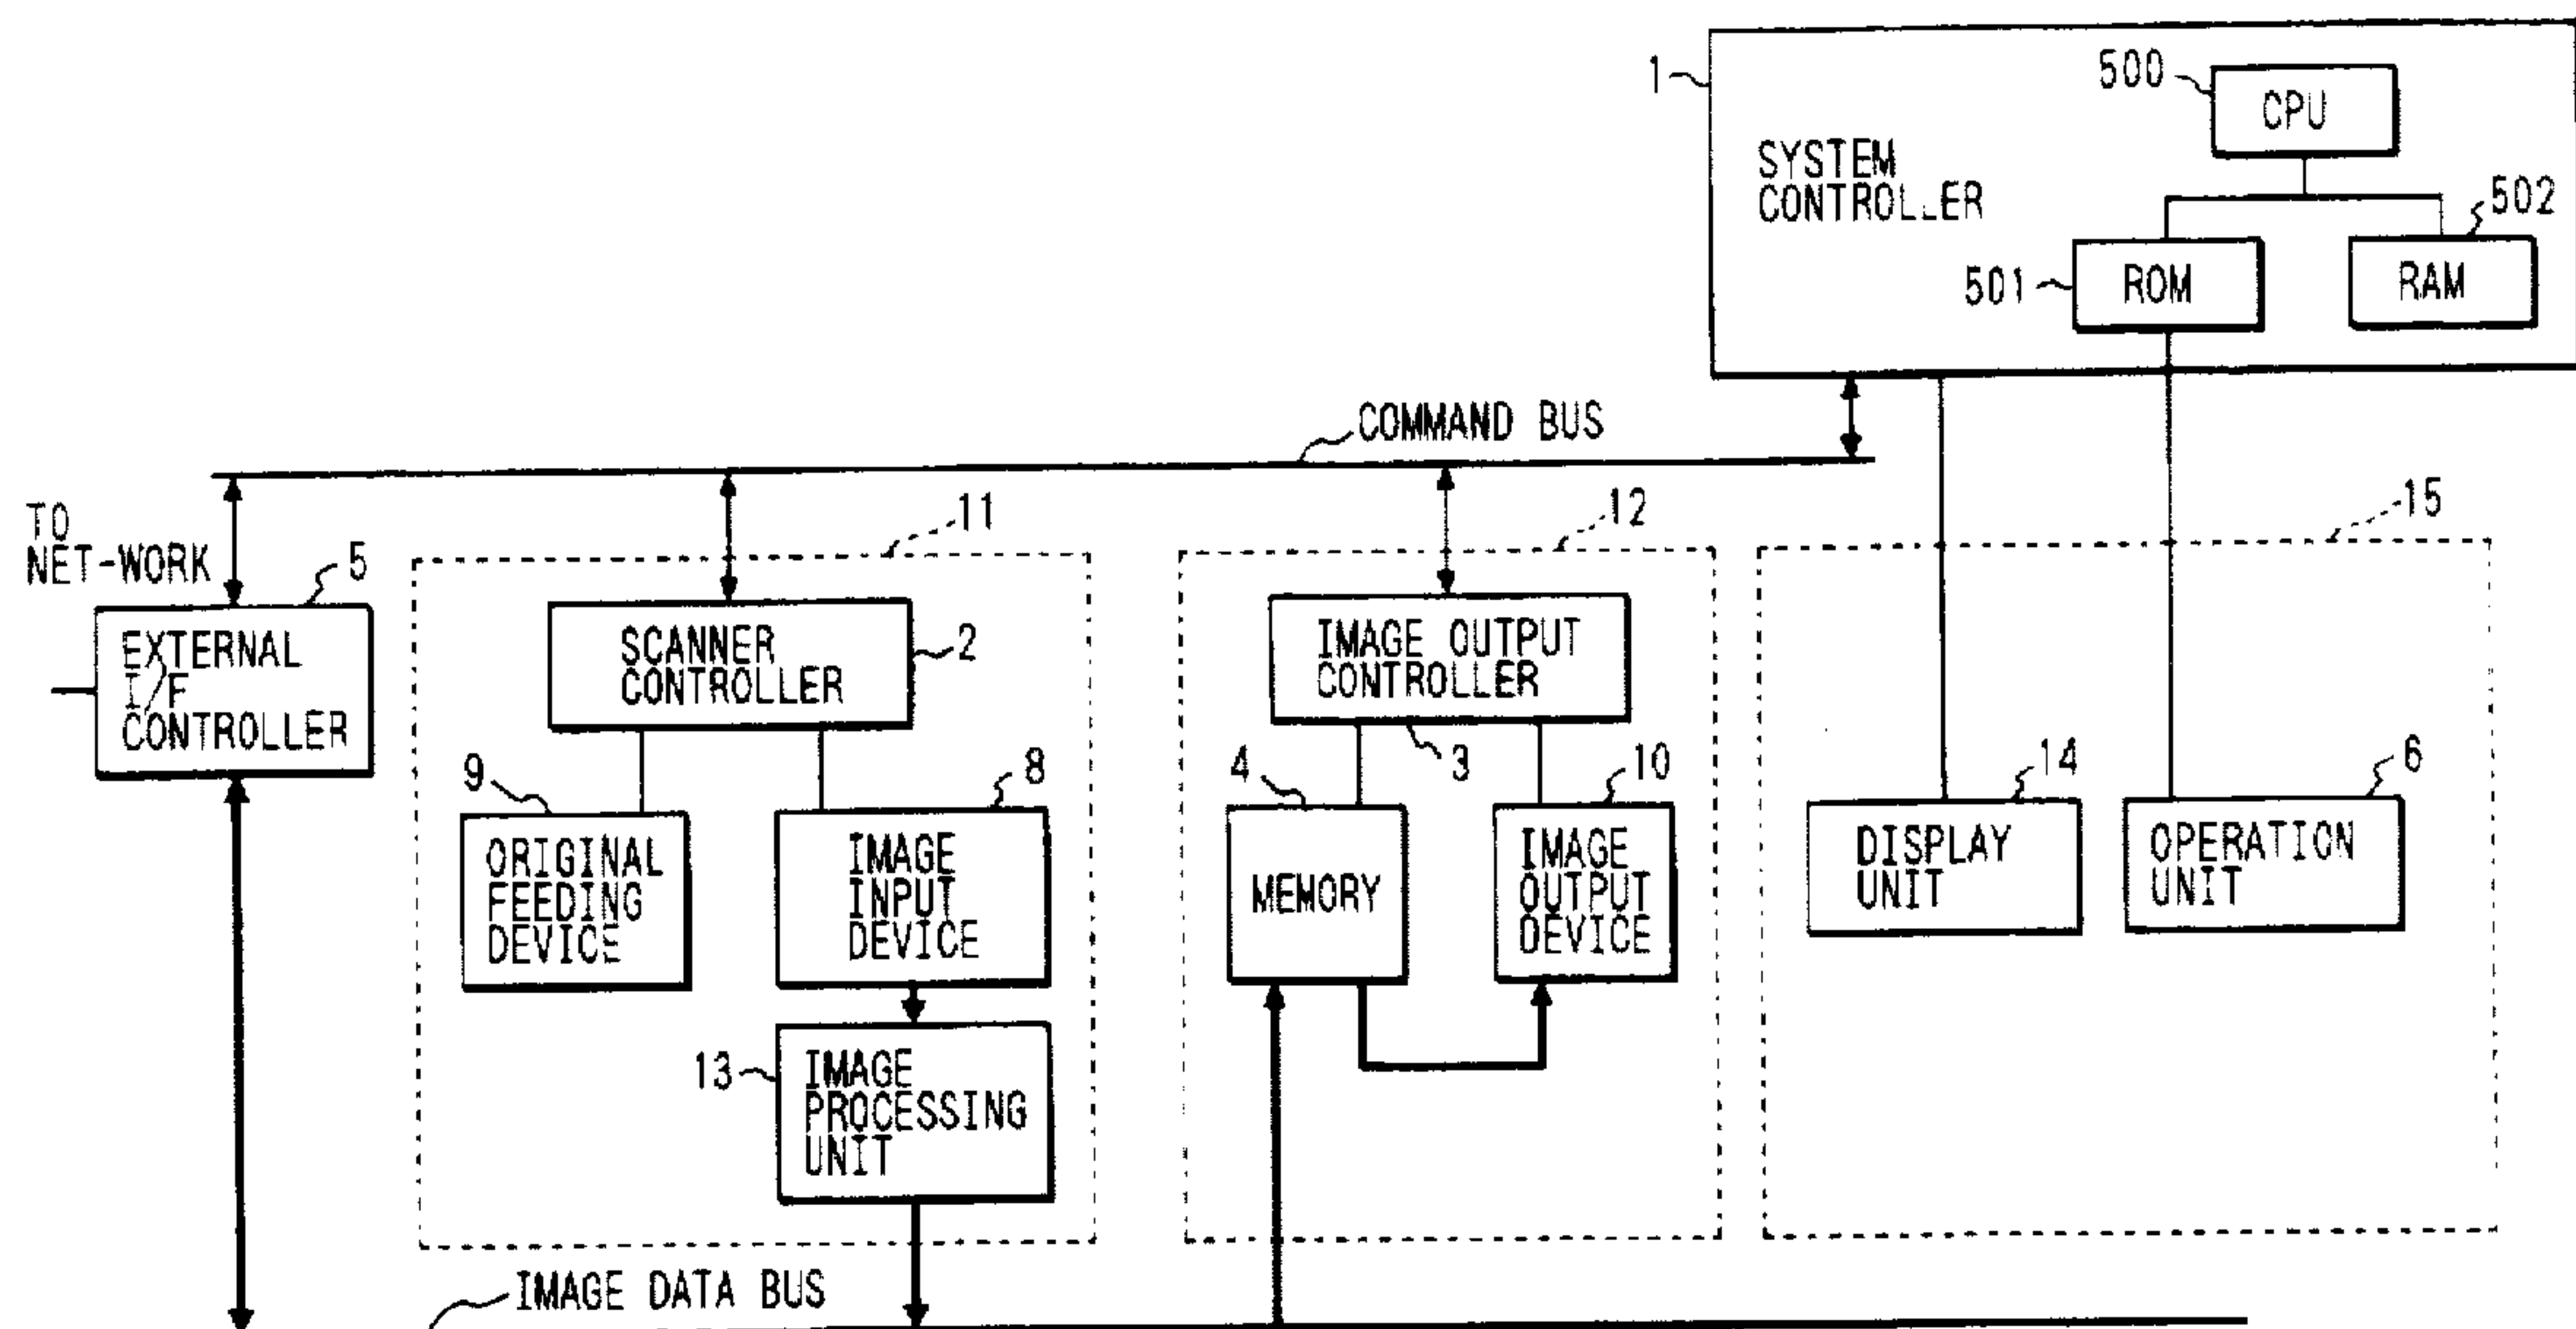 1
500
CPU
SYSTEM
CONTROLLER
502
501
ROM
RAM
COMMAND BUS
TO
NET-WORK
5
11
12
15
EXTERNAL
I/F
CONTROLLER
SCANNER
CONTROLLER
2
IMAGE OUTPUT
CONTROLLER
3
9
8
4
10
14
6
ORIGINAL
FEEDING
DEVICE
IMAGE
INPUT
DEVICE
MEMORY
IMAGE
OUTPUT
DEVICE
DISPLAY
UNIT
OPERATION
UNIT
13
IMAGE
PROCESSING
UNIT
IMAGE DATA BUS